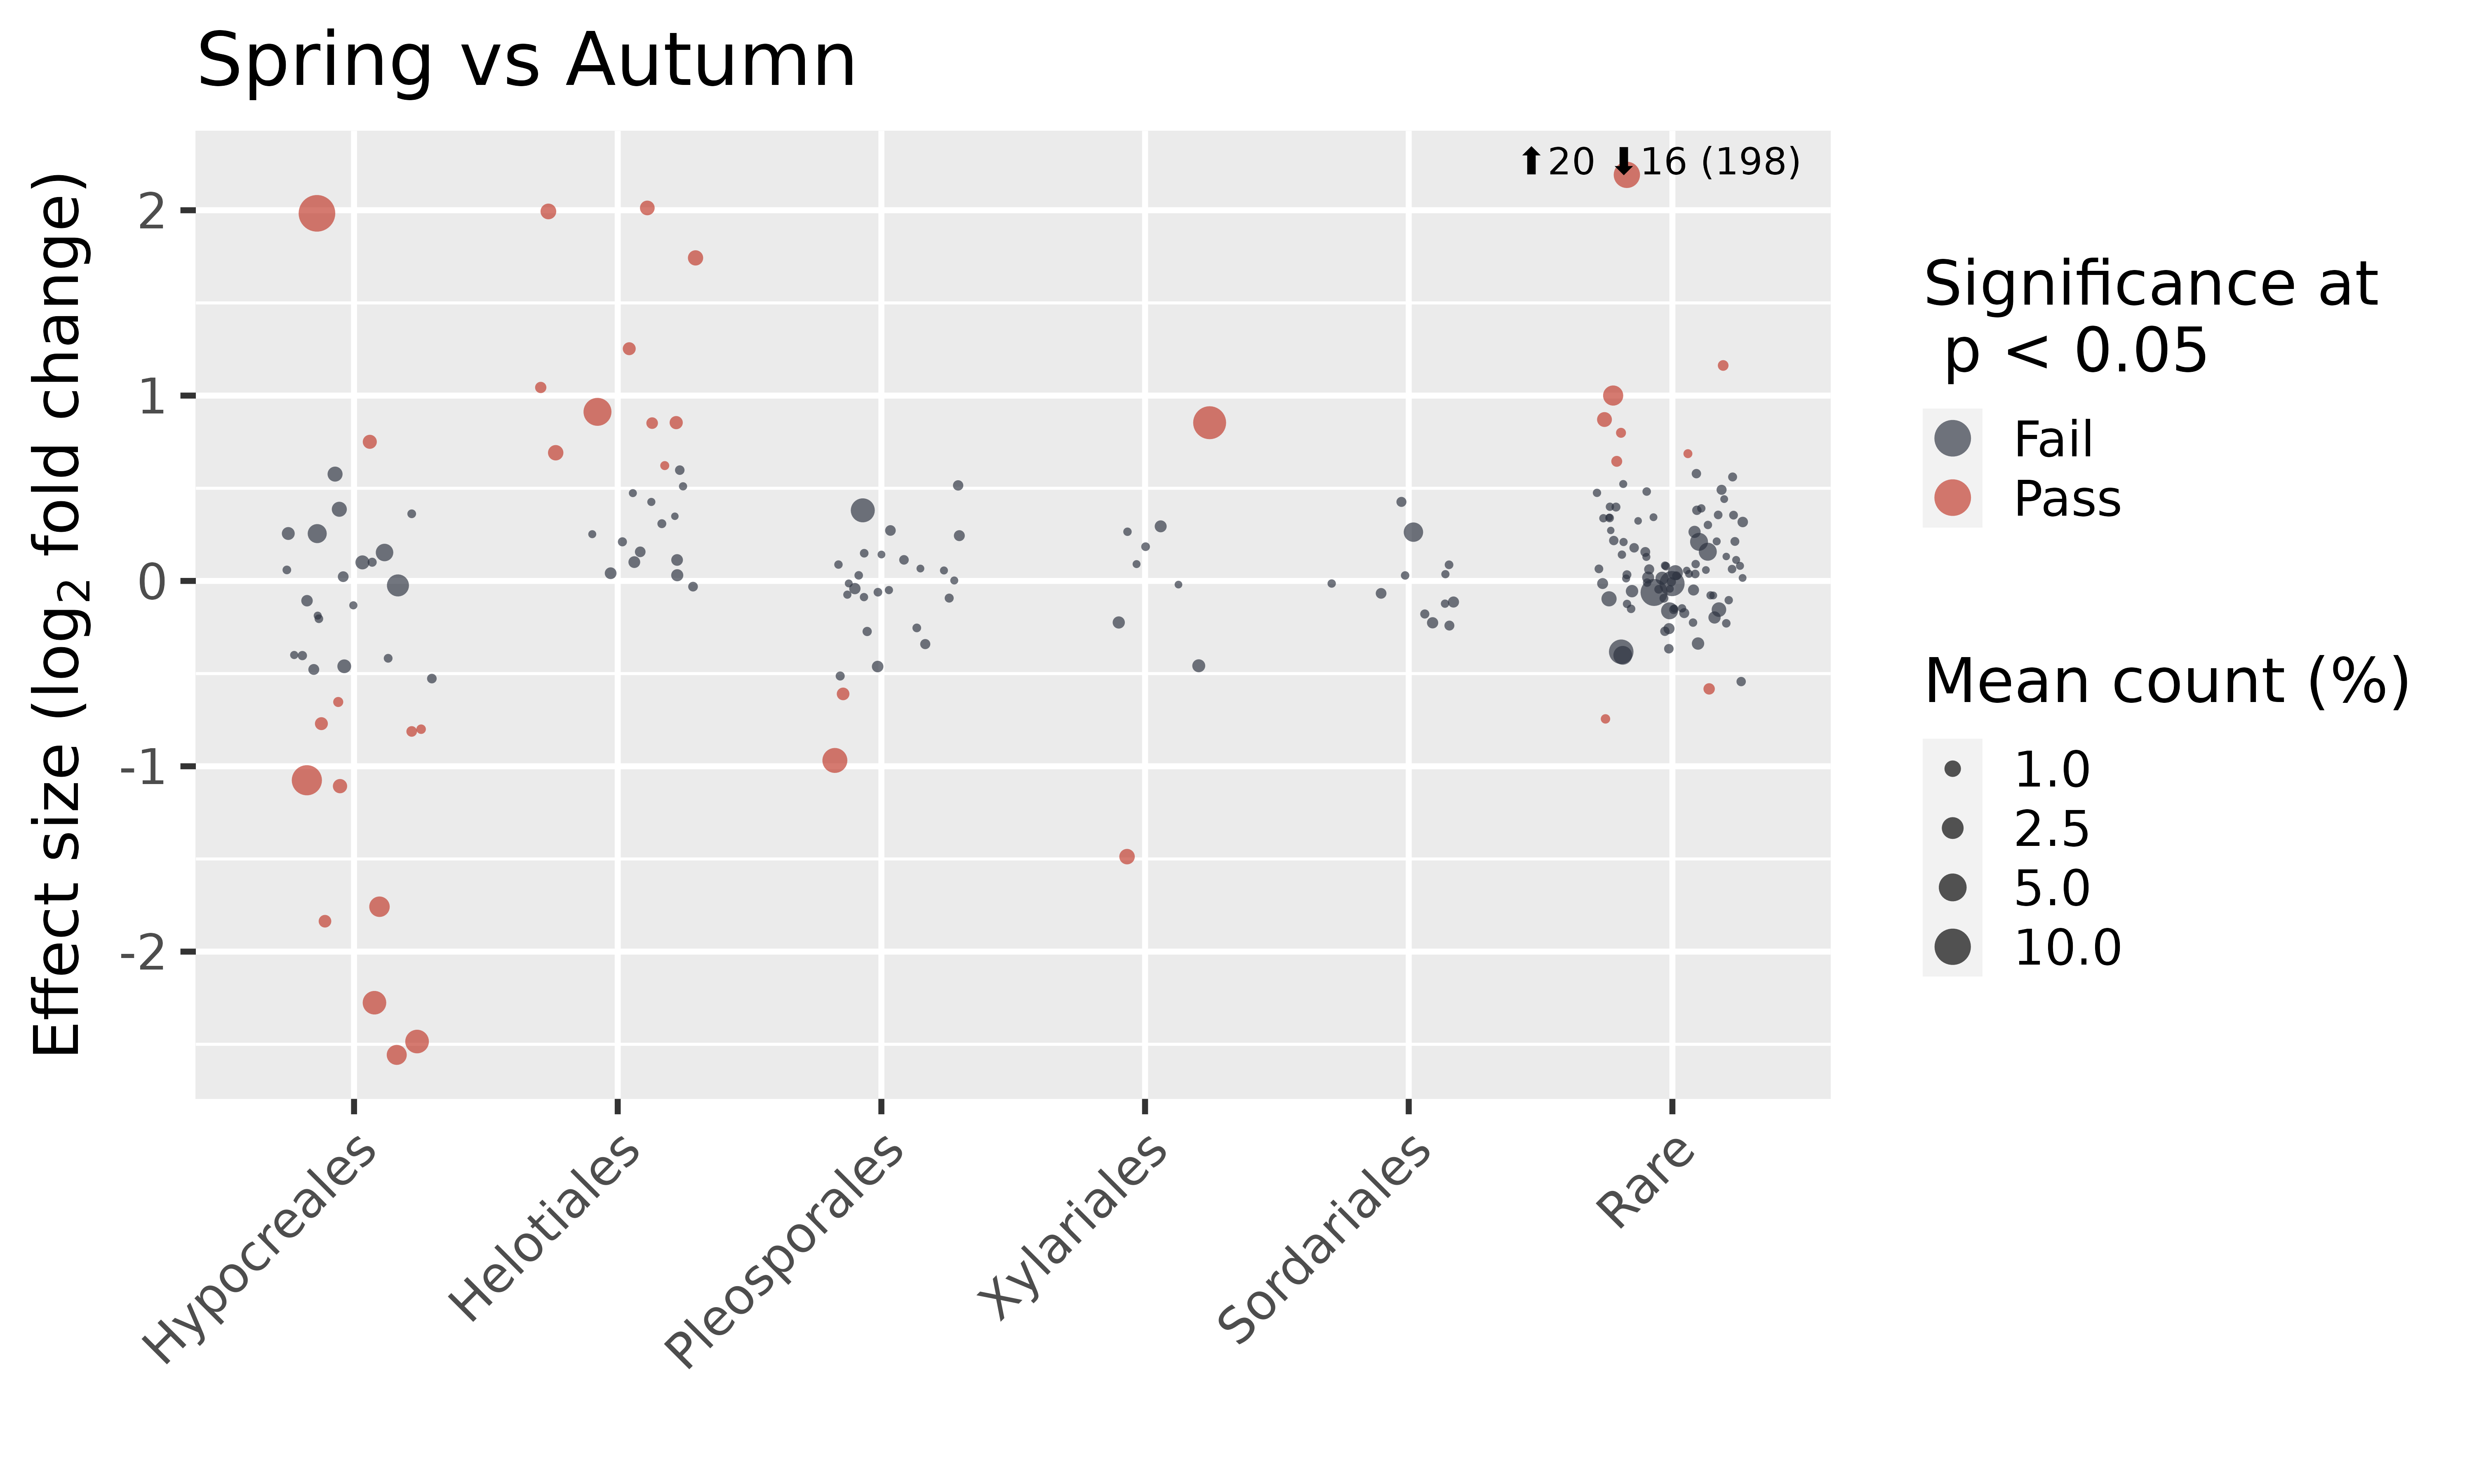 Spring vs Autumn
⬆20 ⬇16 (198)
Effect size (log₂ fold change)
2
1
0
-1
-2
Hypocreales
Helotiales
Pleosporales
Xylariales
Sordariales
Rare
Significance at
p < 0.05
Fail
Pass
Mean count (%)
1.0
2.5
5.0
10.0